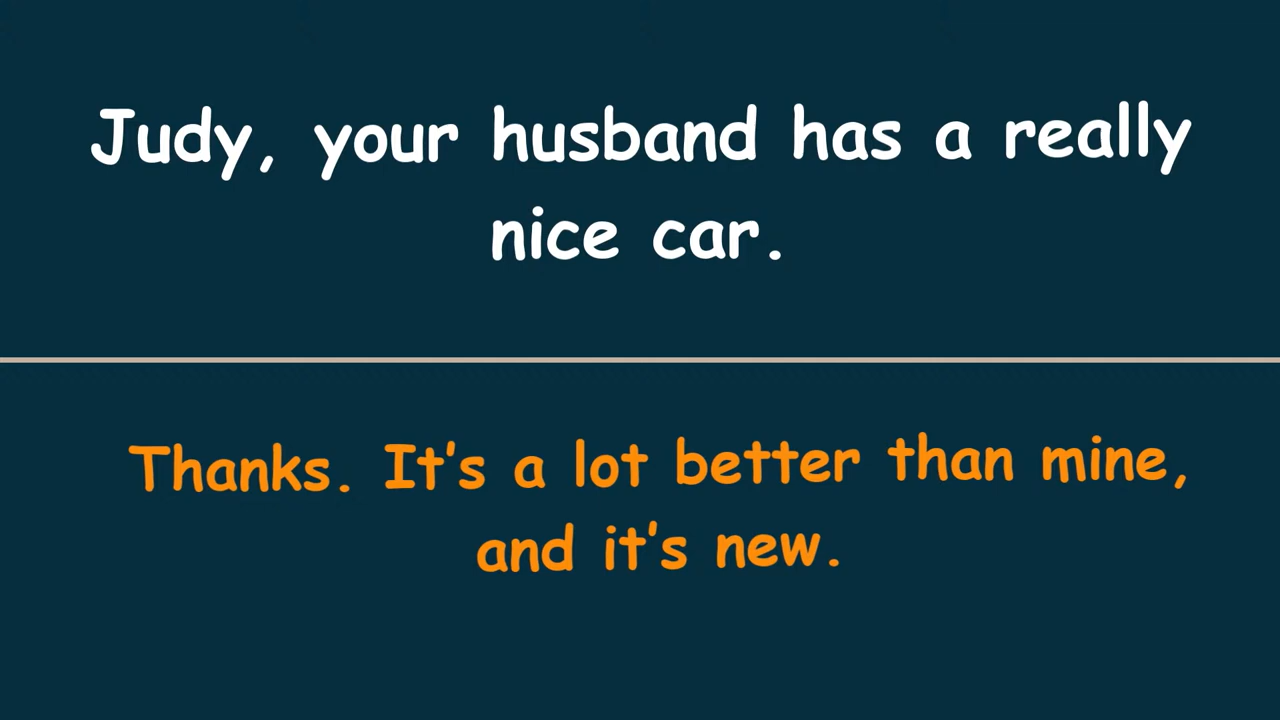 Judy, your husband has a really
nice car.
Thanks. It's a lot better than mine,
and it's new.